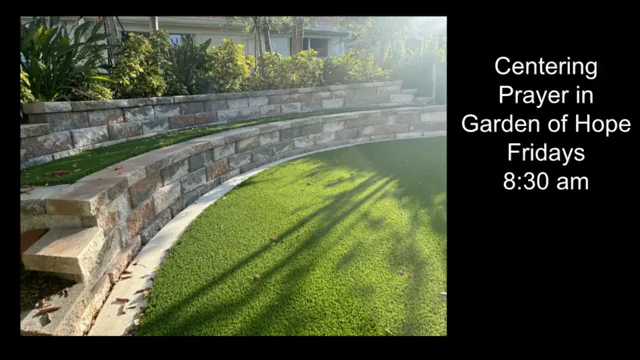 Centering
Prayer in
Garden of Hope
Fridays
8:30 am